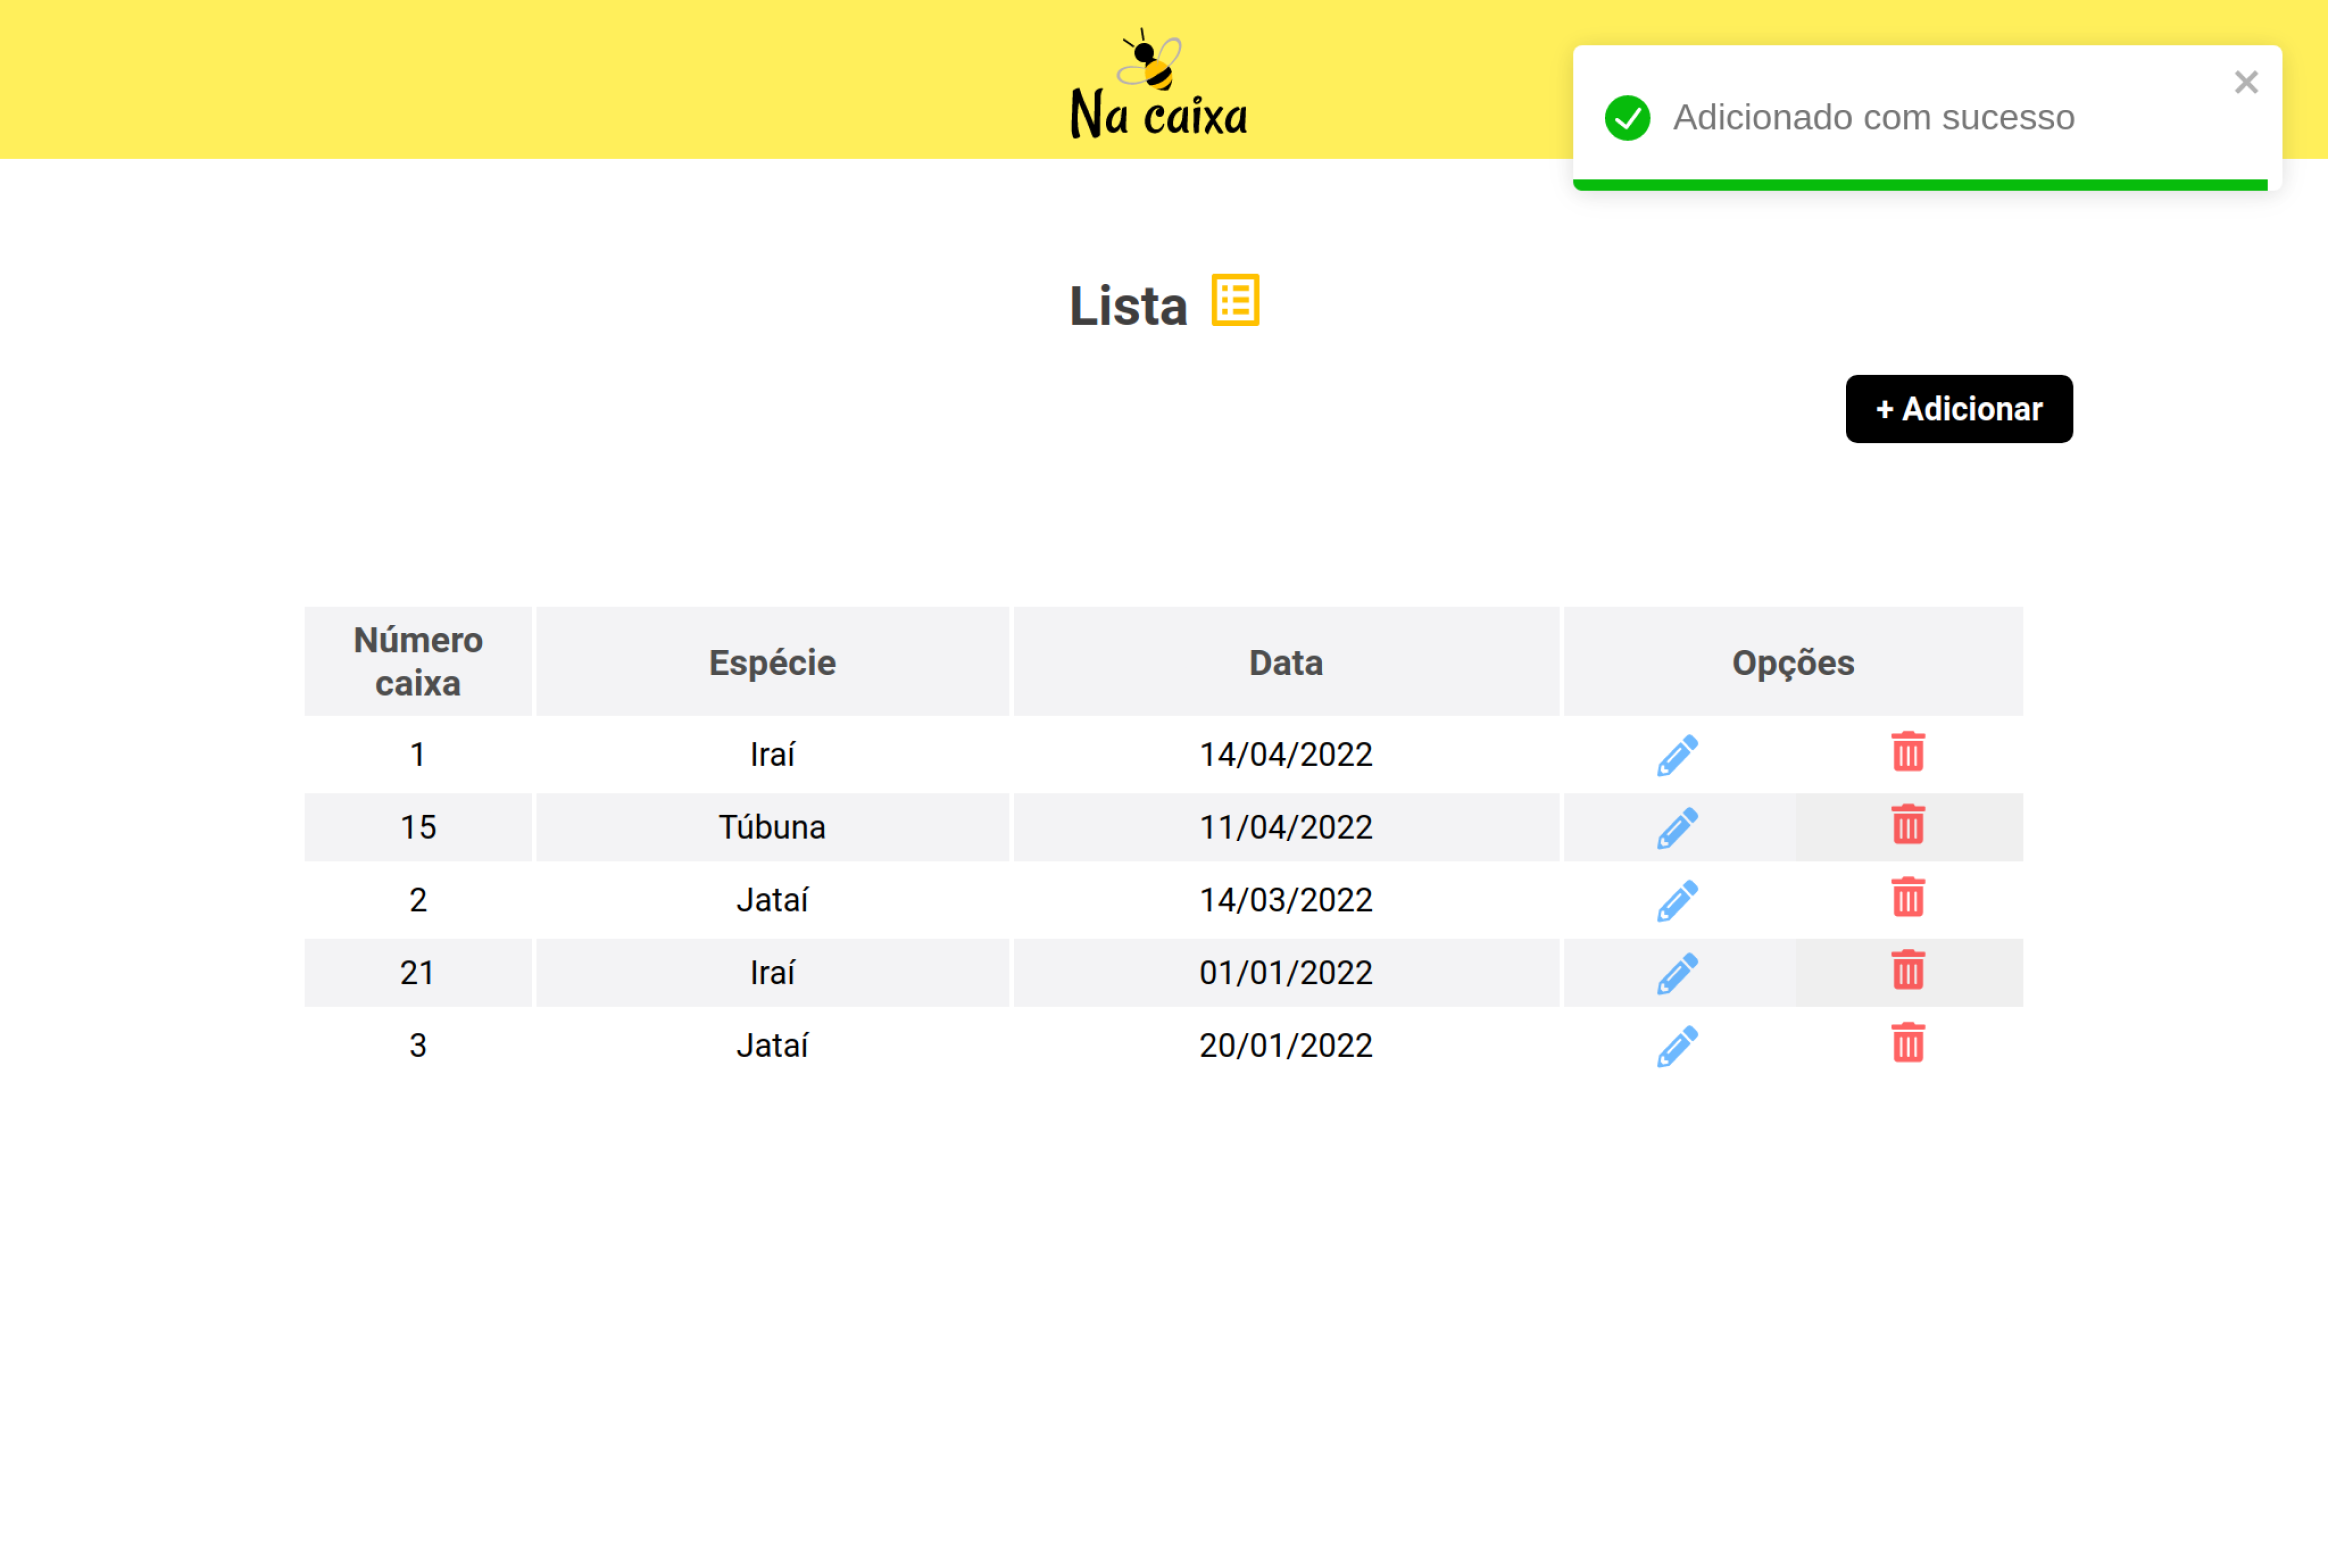 Na caixa
Adicionado com sucesso
Lista
+ Adicionar
Número caixa Espécie Data Opções
1 Iraí 14/04/2022
15 Túbuna 11/04/2022
2 Jataí 14/03/2022
21 Iraí 01/01/2022
3 Jataí 20/01/2022